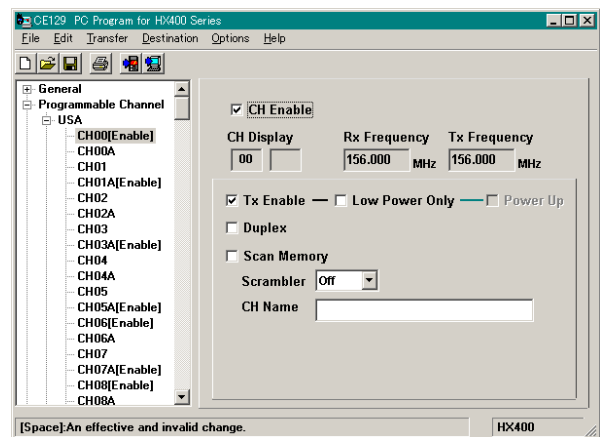 CE129 PC Program for HX400 Series
File Edit Transfer Destination Options Help
General
Programmable Channel
USA
CH00[Enable]
CH00A
CH01
CH01A[Enable]
CH02
CH02A
CH03
CH03A[Enable]
CH04
CH04A
CH05
CH05A[Enable]
CH06[Enable]
CH06A
CH07
CH07A[Enable]
CH08[Enable]
CH08A
CH Enable
CH Display Rx Frequency Tx Frequency
00 156.000 MHz 156.000 MHz
Tx Enable Low Power Only Power Up
Duplex
Scan Memory
Scrambler Off
CH Name
[Space]:An effective and invalid change. HX400